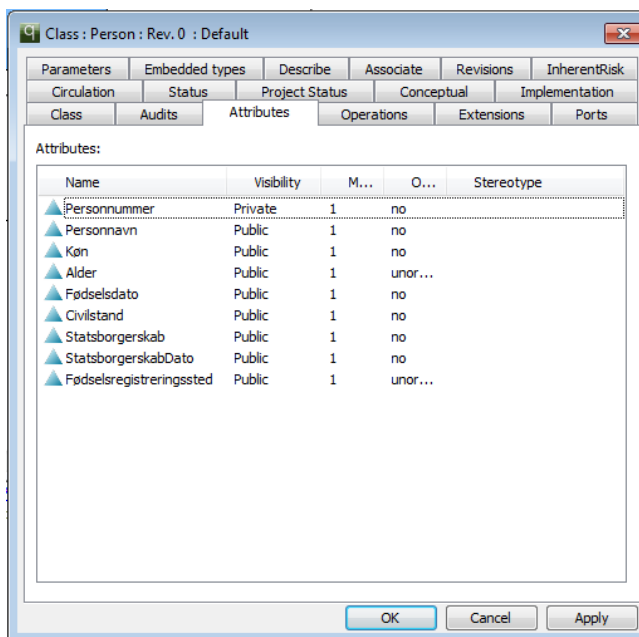 Class : Person : Rev. 0 : Default
Parameters Embedded types Describe Associate Revisions InherentRisk
Circulation Status Project Status Conceptual Implementation
Class Audits Attributes Operations Extensions Ports
Attributes:
Name Visibility M... O... Stereotype
Personnummer Private 1 no
Personnavn Public 1 no
Køn Public 1 no
Alder Public 1 unor...
Fødselsdato Public 1 no
Civilstand Public 1 no
Statsborgerskab Public 1 no
StatsborgerskabDato Public 1 no
Fødselsregistreringssted Public 1 unor...
OK Cancel Apply